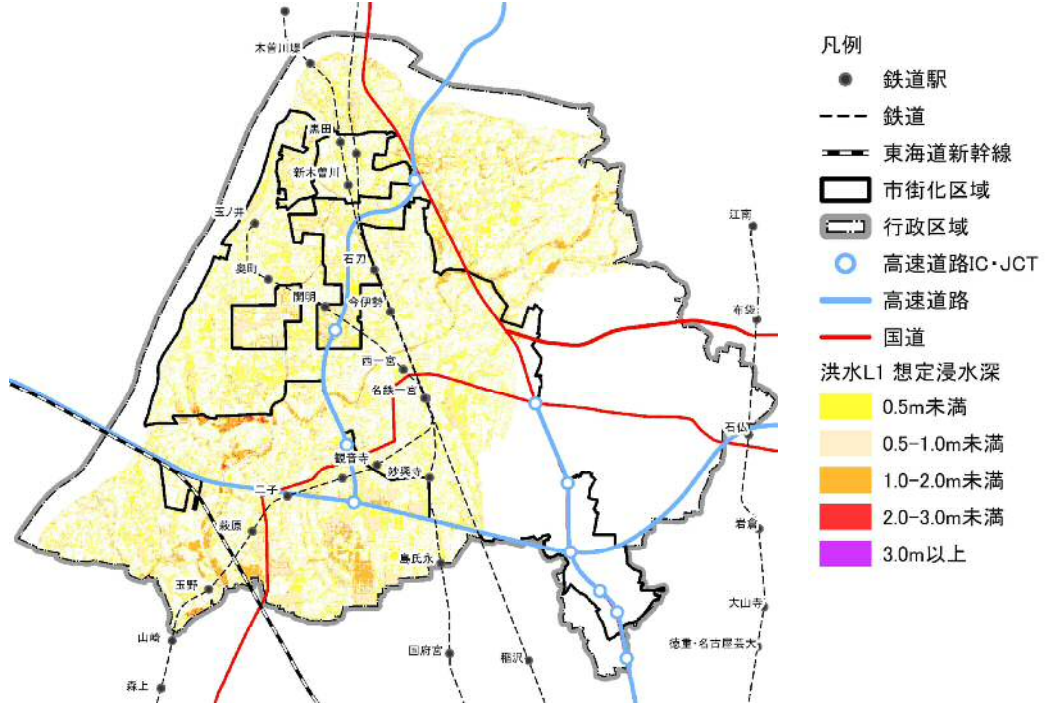 木曽川堤
黒田
新木曽川
玉ノ井
石刀
奥町
開明
今伊勢
西一宮
名鉄一宮
観音寺
妙興寺
二子
萩原
島氏永
玉野
山崎
森上
国府宮
稲沢
江南
布袋
石仏
岩倉
大山寺
徳重・名古屋芸大
凡例
鉄道駅
鉄道
東海道新幹線
市街化区域
行政区域
高速道路IC・JCT
高速道路
国道
洪水L1 想定浸水深
0.5m未満
0.5-1.0m未満
1.0-2.0m未満
2.0-3.0m未満
3.0m以上